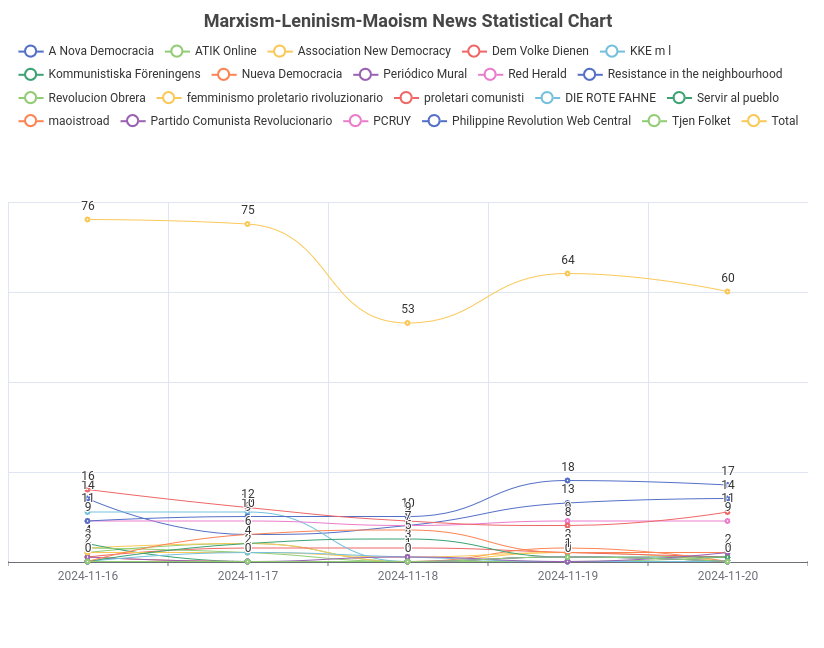 Marxism-Leninism-Maoism News Statistical Chart
A Nova Democracia ATIK Online Association New Democracy Dem Volke Dienen KKE m l
Kommunistiska Föreningens Nueva Democracia Periódico Mural Red Herald Resistance in the neighbourhood
Revolucion Obrera femminismo proletario rivoluzionario proletari comunisti DIE ROTE FAHNE Servir al pueblo
maoistroad Partido Comunista Revolucionario PCRUY Philippine Revolution Web Central Tjen Folket Total
76 75
64
60
53
18 17
16
14 13 14
12
11 10 11
9 9 8 9
6
4
2 2
0 0 0 0 0
2024-11-16 2024-11-17 2024-11-18 2024-11-19 2024-11-20